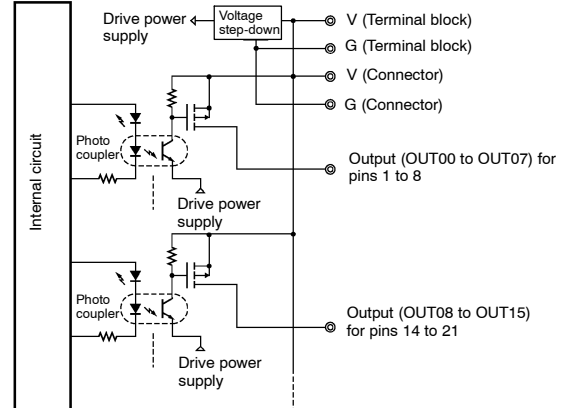 Drive power
supply
Voltage
step-down
V (Terminal block)
G (Terminal block)
V (Connector)
G (Connector)
Internal circuit
Photo
coupler
Output (OUT00 to OUT07) for
pins 1 to 8
Drive power
supply
Photo
coupler
Output (OUT08 to OUT15)
for pins 14 to 21
Drive power
supply